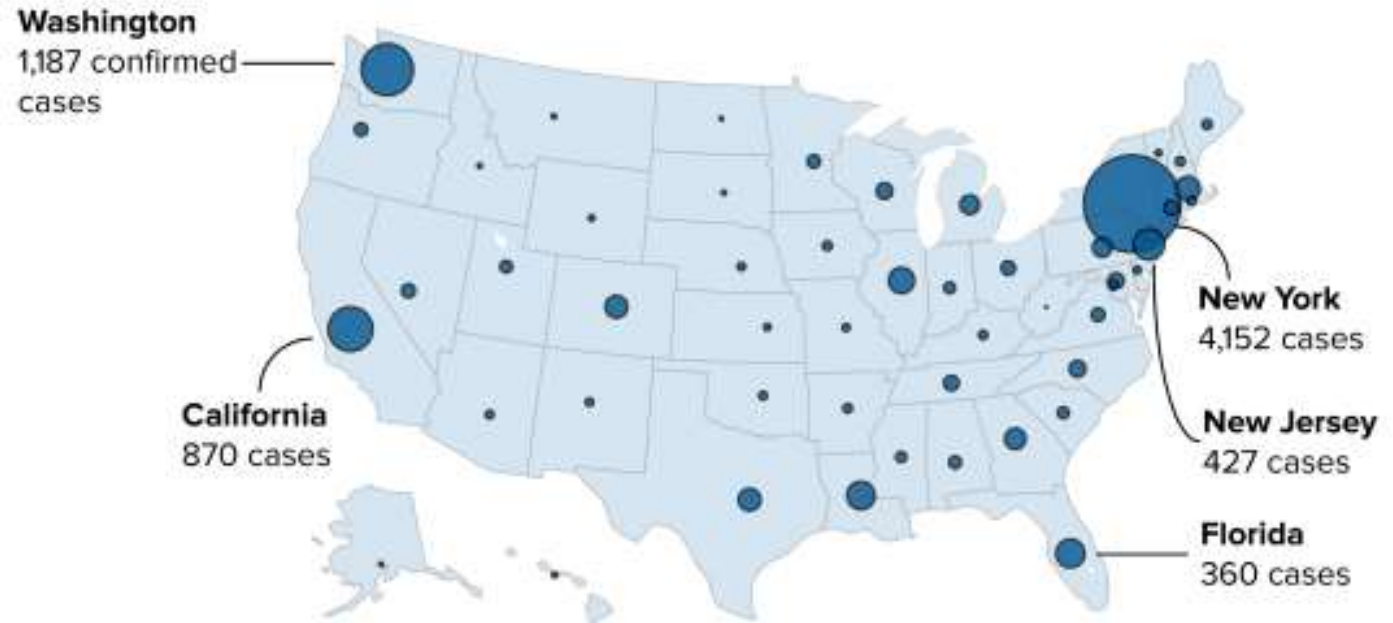 Washington
1,187 confirmed
cases
California
870 cases
New York
4,152 cases
New Jersey
427 cases
Florida
360 cases